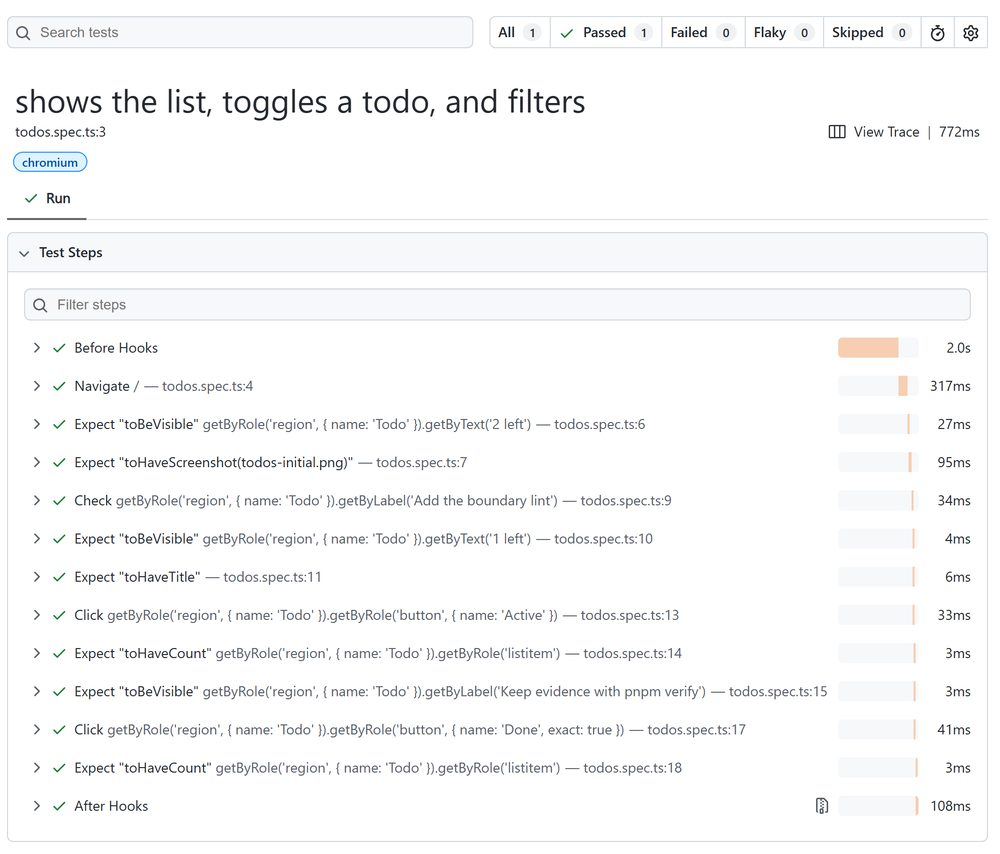 Search tests
All 1 Passed 1 Failed 0 Flaky 0 Skipped 0
shows the list, toggles a todo, and filters
todos.spec.ts:3
View Trace | 772ms
chromium
Run
Test Steps
Filter steps
Before Hooks 2.0s
Navigate / — todos.spec.ts:4 317ms
Expect "toBeVisible" getByRole('region', { name: 'Todo' }).getByText('2 left') — todos.spec.ts:6 27ms
Expect "toHaveScreenshot(todos-initial.png)" — todos.spec.ts:7 95ms
Check getByRole('region', { name: 'Todo' }).getByLabel('Add the boundary lint') — todos.spec.ts:9 34ms
Expect "toBeVisible" getByRole('region', { name: 'Todo' }).getByText('1 left') — todos.spec.ts:10 4ms
Expect "toHaveTitle" — todos.spec.ts:11 6ms
Click getByRole('region', { name: 'Todo' }).getByRole('button', { name: 'Active' }) — todos.spec.ts:13 33ms
Expect "toHaveCount" getByRole('region', { name: 'Todo' }).getByRole('listitem') — todos.spec.ts:14 3ms
Expect "toBeVisible" getByRole('region', { name: 'Todo' }).getByLabel('Keep evidence with pnpm verify') — todos.spec.ts:15 3ms
Click getByRole('region', { name: 'Todo' }).getByRole('button', { name: 'Done', exact: true }) — todos.spec.ts:17 41ms
Expect "toHaveCount" getByRole('region', { name: 'Todo' }).getByRole('listitem') — todos.spec.ts:18 3ms
After Hooks 108ms